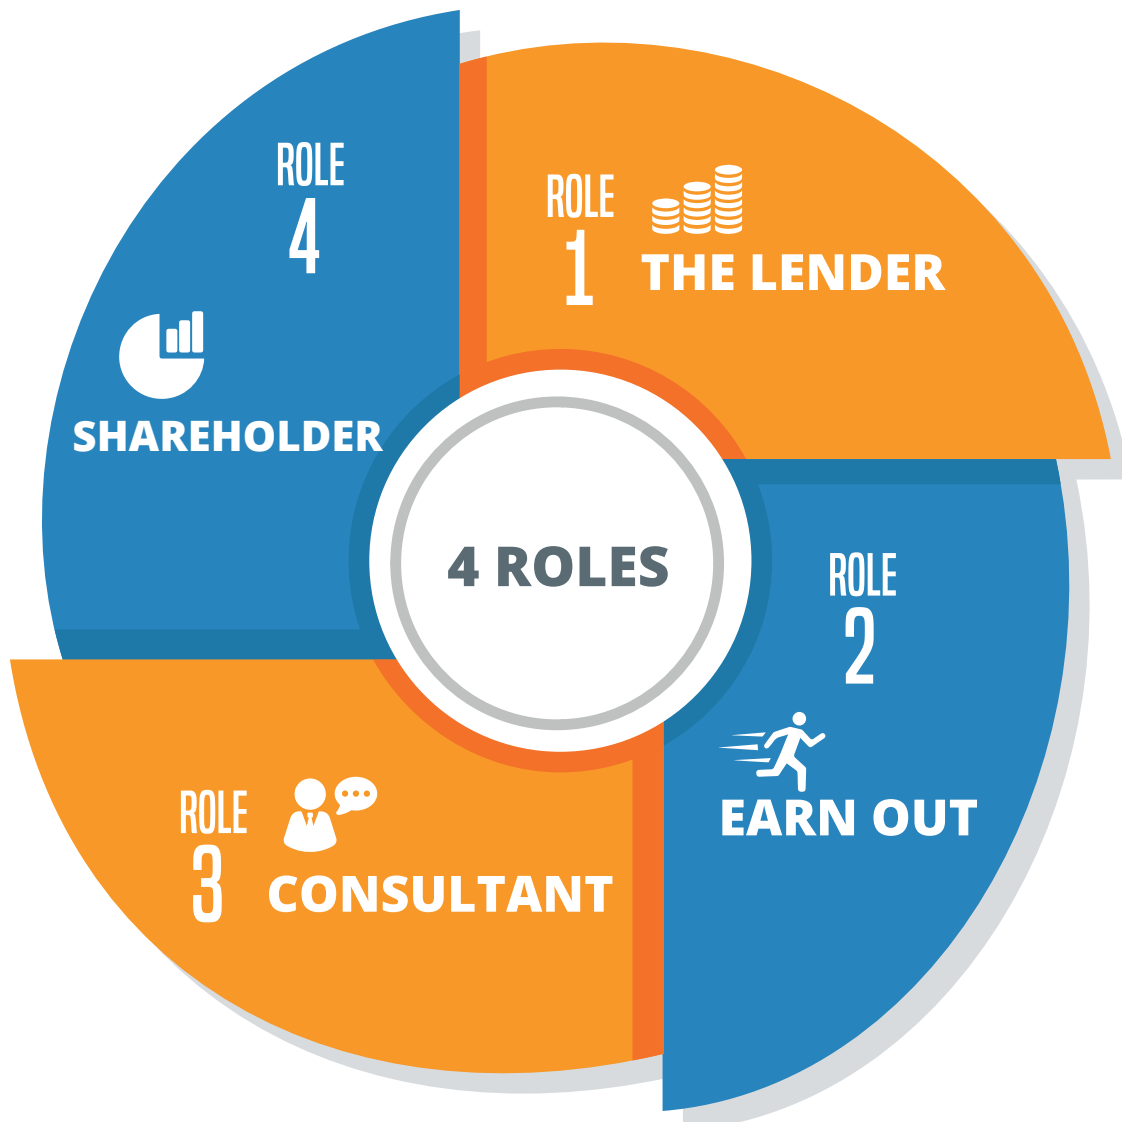 ROLE
1
THE LENDER
ROLE
2
EARN OUT
ROLE
3
CONSULTANT
ROLE
4
SHAREHOLDER
4 ROLES